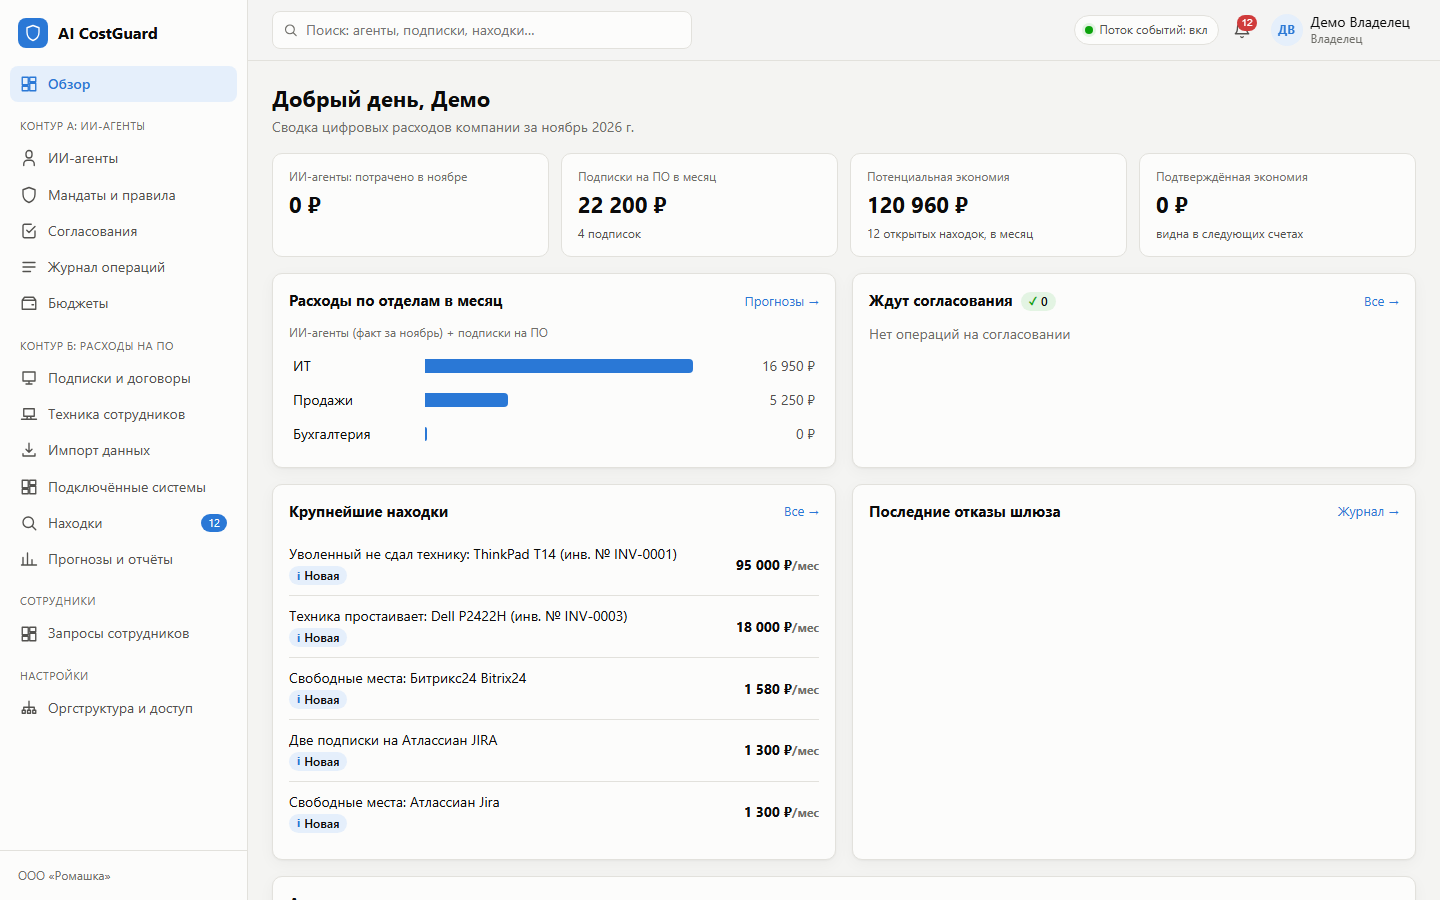 AI CostGuard
Поиск: агенты, подписки, находки...
Поток событий: вкл
12
ДВ
Демо Владелец
Владелец
Обзор
КОНТУР А: ИИ-АГЕНТЫ
ИИ-агенты
Мандаты и правила
Согласования
Журнал операций
Бюджеты
КОНТУР Б: РАСХОДЫ НА ПО
Подписки и договоры
Техника сотрудников
Импорт данных
Подключённые системы
Находки 12
Прогнозы и отчёты
СОТРУДНИКИ
Запросы сотрудников
НАСТРОЙКИ
Оргструктура и доступ
ООО «Ромашка»
Добрый день, Демо
Сводка цифровых расходов компании за ноябрь 2026 г.
ИИ-агенты: потрачено в ноябре
0 ₽
Подписки на ПО в месяц
22 200 ₽
4 подписок
Потенциальная экономия
120 960 ₽
12 открытых находок, в месяц
Подтверждённая экономия
0 ₽
видна в следующих счетах
Расходы по отделам в месяц
Прогнозы →
ИИ-агенты (факт за ноябрь) + подписки на ПО
ИТ 16 950 ₽
Продажи 5 250 ₽
Бухгалтерия 0 ₽
Ждут согласования ✓ 0
Все →
Нет операций на согласовании
Крупнейшие находки
Все →
Уволенный не сдал технику: ThinkPad T14 (инв. № INV-0001)
i Новая
95 000 ₽/мес
Техника простаивает: Dell P2422H (инв. № INV-0003)
i Новая
18 000 ₽/мес
Свободные места: Битрикс24 Bitrix24
i Новая
1 580 ₽/мес
Две подписки на Атлассиан JIRA
i Новая
1 300 ₽/мес
Свободные места: Атлассиан Jira
i Новая
1 300 ₽/мес
Последние отказы шлюза
Журнал →